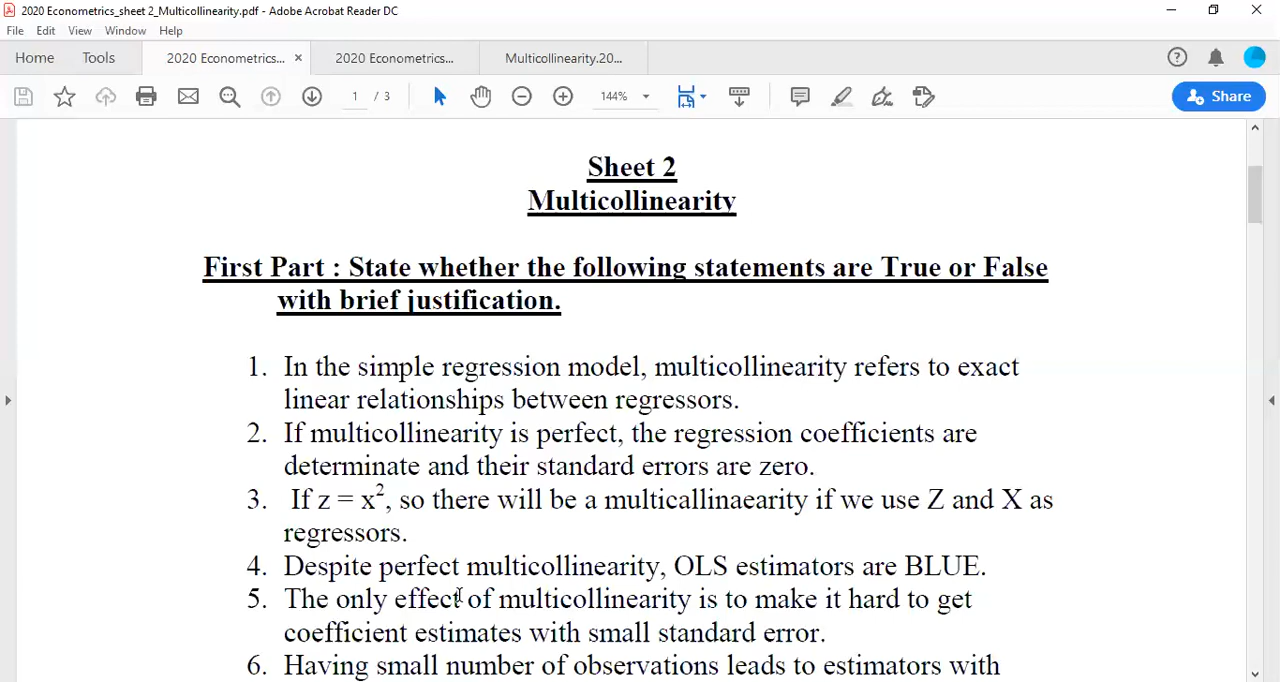 2020 Econometrics_sheet 2_Multicollinearity.pdf - Adobe Acrobat Reader DC
File Edit View Window Help
Home Tools 2020 Econometrics... × 2020 Econometrics... Multicollinearity.20...
1 / 3 144% Share
Sheet 2
Multicollinearity
First Part : State whether the following statements are True or False
with brief justification.
1. In the simple regression model, multicollinearity refers to exact
linear relationships between regressors.
2. If multicollinearity is perfect, the regression coefficients are
determinate and their standard errors are zero.
3. If z = x², so there will be a multicallinaearity if we use Z and X as
regressors.
4. Despite perfect multicollinearity, OLS estimators are BLUE.
5. The only effect of multicollinearity is to make it hard to get
coefficient estimates with small standard error.
6. Having small number of observations leads to estimators with